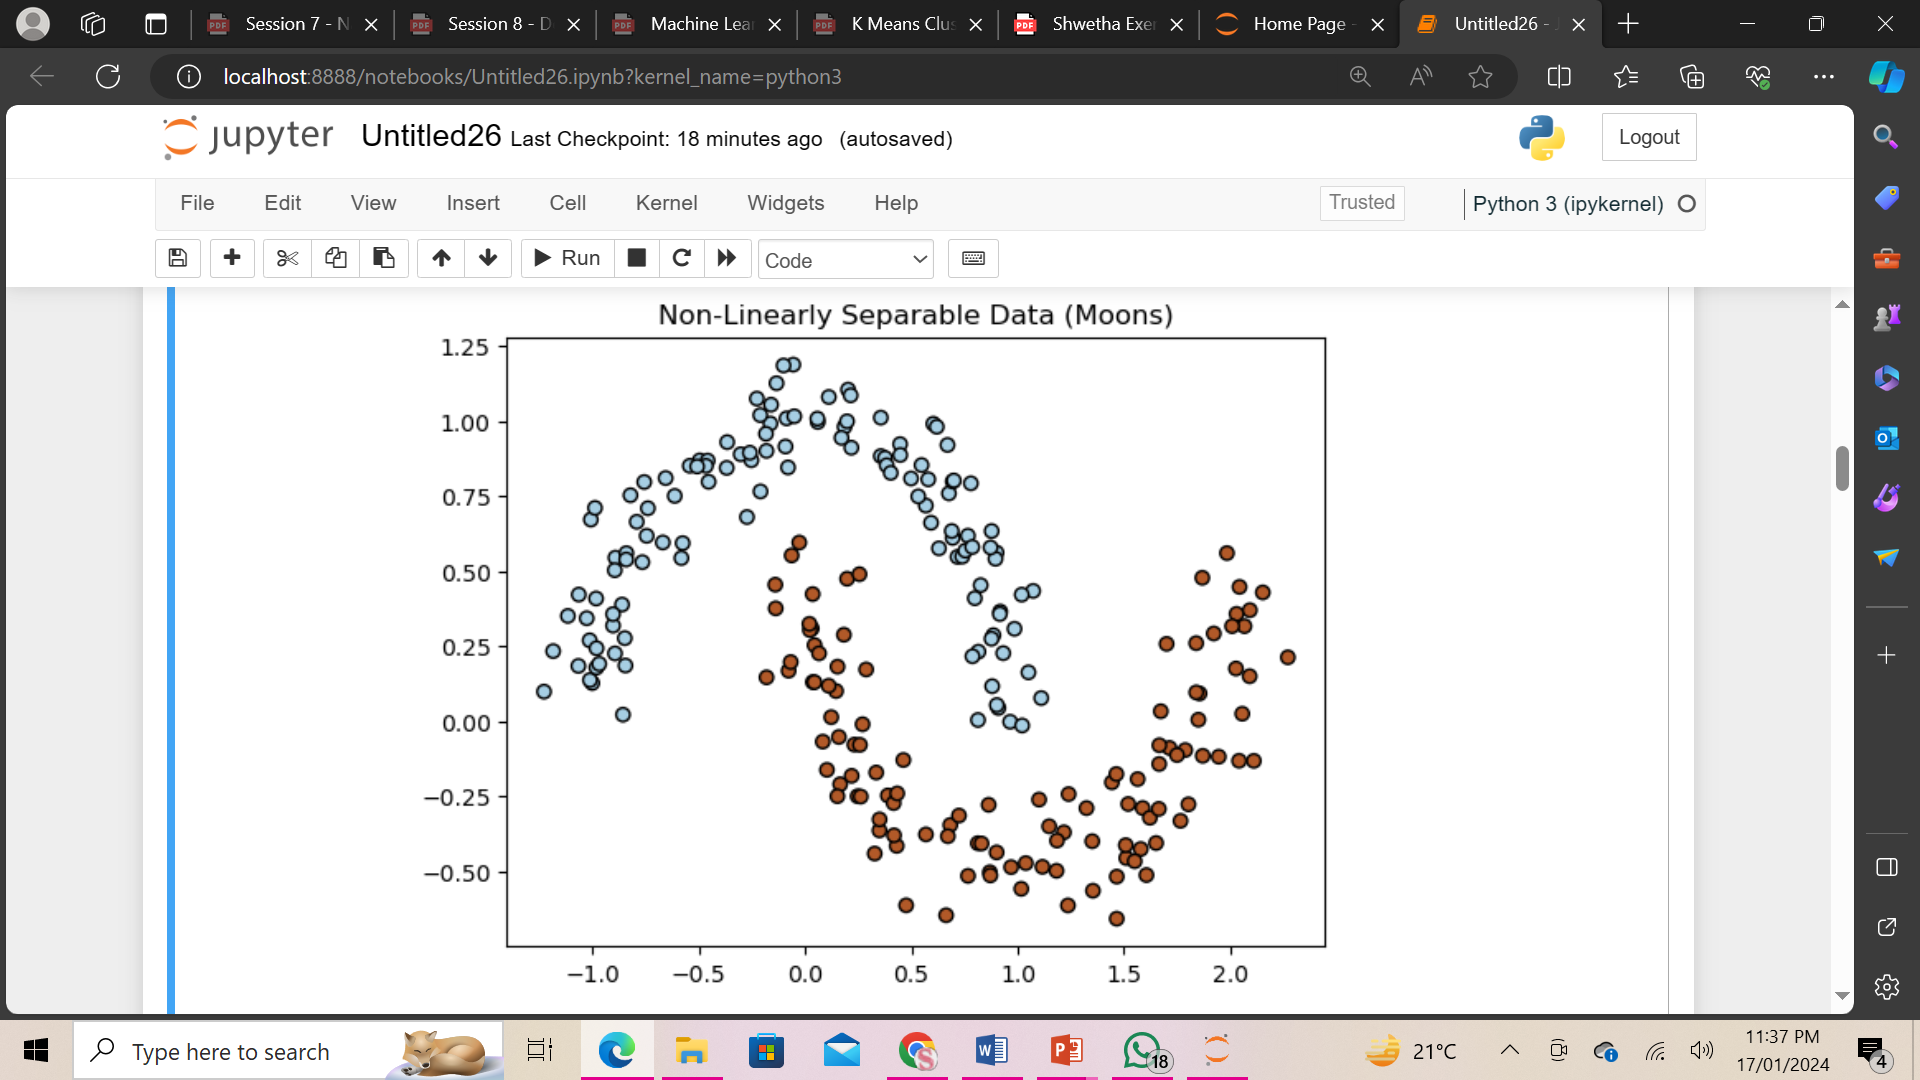 Session 7 - N
Session 8 - D
Machine Lea
K Means Clus
Shwetha Exer
Home Page -
Untitled26 - J
localhost:8888/notebooks/Untitled26.ipynb?kernel_name=python3
jupyter Untitled26 Last Checkpoint: 18 minutes ago (autosaved)
Logout
File Edit View Insert Cell Kernel Widgets Help
Trusted
Python 3 (ipykernel)
Run
Code
Non-Linearly Separable Data (Moons)
1.25
1.00
0.75
0.50
0.25
0.00
−0.25
−0.50
−1.0 −0.5 0.0 0.5 1.0 1.5 2.0
Type here to search
18
21°C
11:37 PM
17/01/2024
4